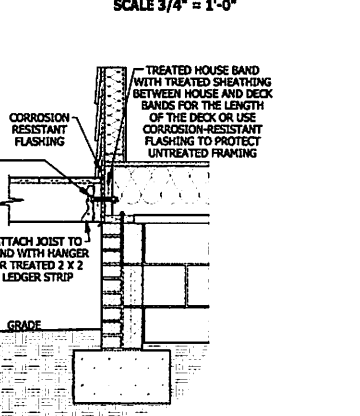 SCALE 3/4" = 1'-0"
TREATED HOUSE BAND
WITH TREATED SHEATHING
BETWEEN HOUSE AND DECK
BANDS FOR THE LENGTH
OF THE DECK OR USE
CORROSION-RESISTANT
FLASHING TO PROTECT
UNTREATED FRAMING
CORROSION
RESISTANT
FLASHING
TTACH JOIST TO
ND WITH HANGER
R TREATED 2 X 2
LEDGER STRIP
GRADE